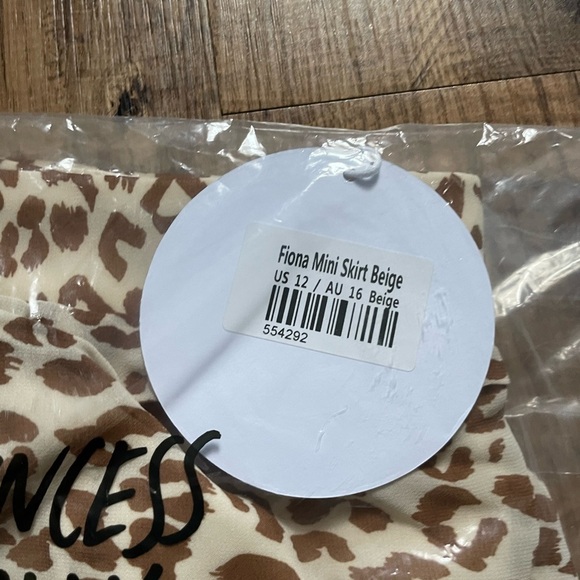 Fiona Mini Skirt Beige
US 12 / AU 16 Beige
554292
NCESS